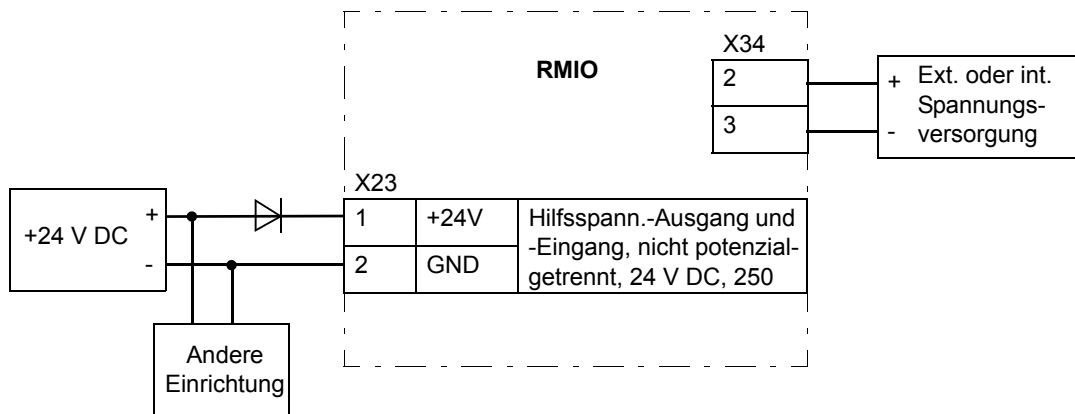 X34
RMIO
2
+ Ext. oder int.
Spannungs-
3
- versorgung
X23
+24 V DC
+
1
+24V
Hilfsspann.-Ausgang und
-Eingang, nicht potenzial-
-
2
GND
getrennt, 24 V DC, 250
Andere
Einrichtung